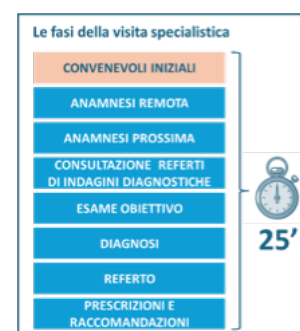 Le fasi della visita specialistica
CONVENEVOLI INIZIALI
ANAMNESI REMOTA
ANAMNESI PROSSIMA
CONSULTAZIONE REFERTI
DI INDAGINI DIAGNOSTICHE
ESAME OBIETTIVO
DIAGNOSI
REFERTO
PRESCRIZIONI E
RACCOMANDAZIONI
25’